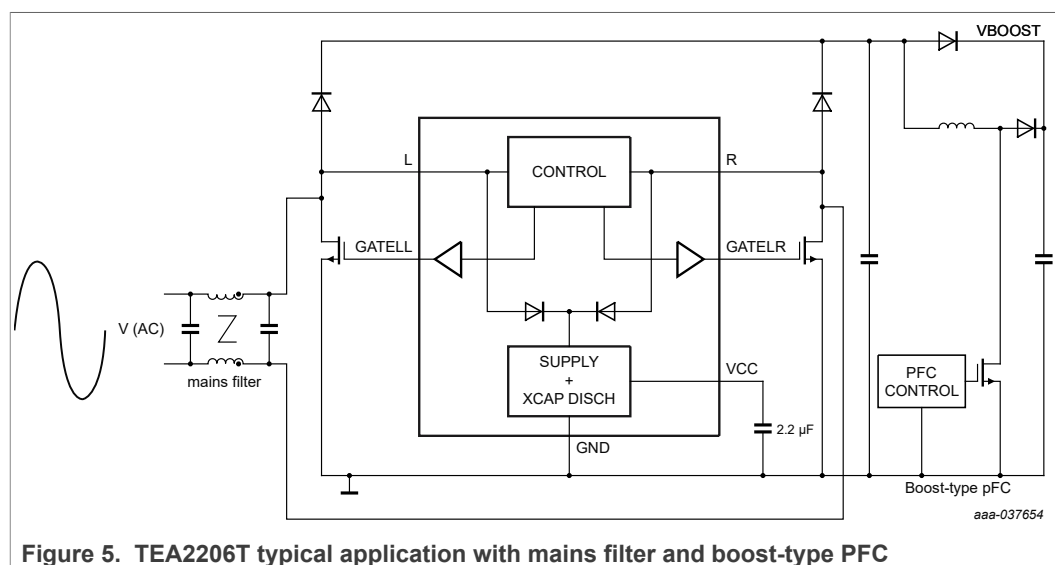 VBOOST
L
CONTROL
R
GATELL
GATELR
V (AC)
mains filter
SUPPLY
+
XCAP DISCH
VCC
2.2 µF
GND
PFC
CONTROL
Boost-type pFC
aaa-037654
Figure 5. TEA2206T typical application with mains filter and boost-type PFC